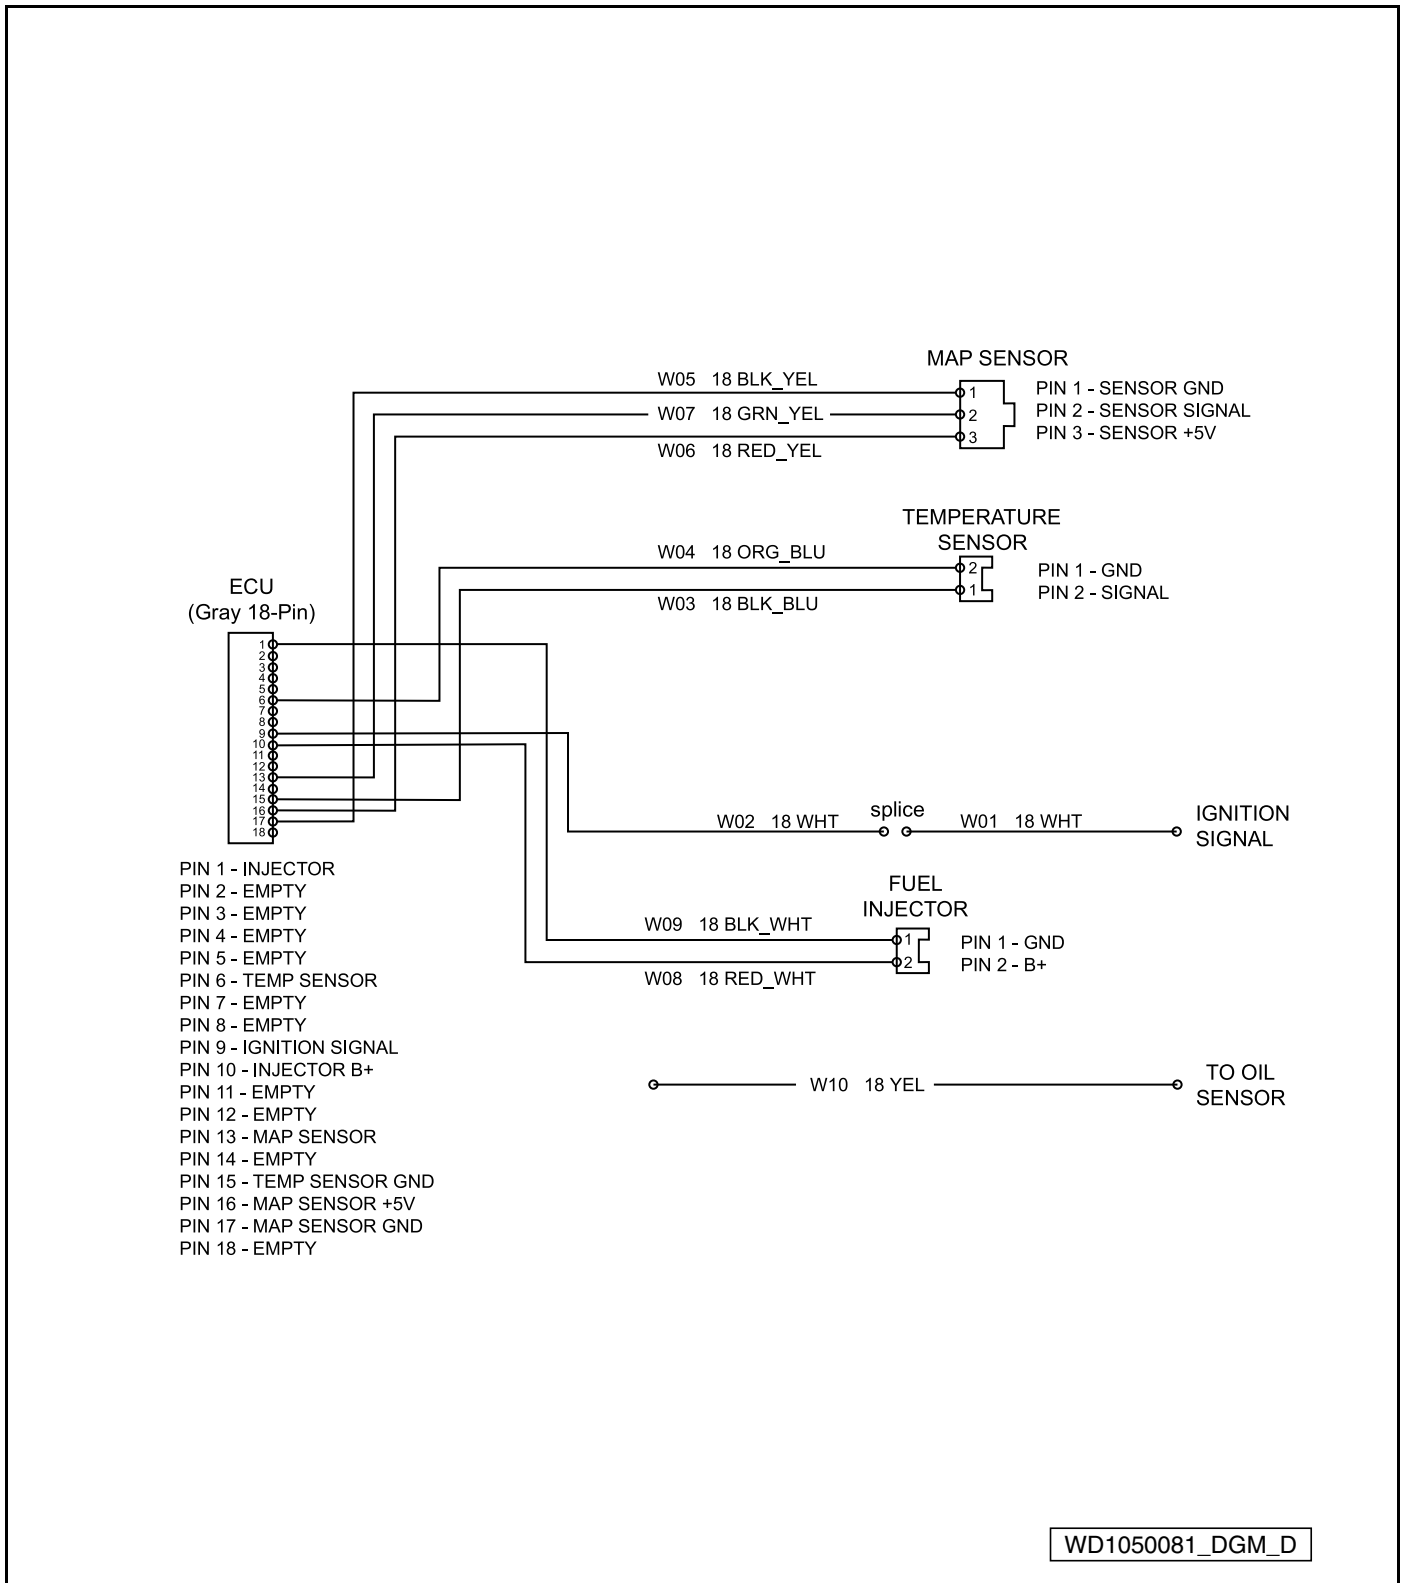 MAP SENSOR
W05 18 BLK_YEL
1
PIN 1 - SENSOR GND
W07 18 GRN_YEL
2
PIN 2 - SENSOR SIGNAL
3
PIN 3 - SENSOR +5V
W06 18 RED_YEL
TEMPERATURE
SENSOR
W04 18 ORG_BLU
2
PIN 1 - GND
1
PIN 2 - SIGNAL
W03 18 BLK_BLU
ECU
(Gray 18-Pin)
1
2
3
4
5
6
7
8
9
10
11
12
13
14
15
16
17
18
splice
W02 18 WHT
W01 18 WHT
IGNITION
SIGNAL
PIN 1 - INJECTOR
PIN 2 - EMPTY
PIN 3 - EMPTY
PIN 4 - EMPTY
PIN 5 - EMPTY
PIN 6 - TEMP SENSOR
PIN 7 - EMPTY
PIN 8 - EMPTY
PIN 9 - IGNITION SIGNAL
PIN 10 - INJECTOR B+
PIN 11 - EMPTY
PIN 12 - EMPTY
PIN 13 - MAP SENSOR
PIN 14 - EMPTY
PIN 15 - TEMP SENSOR GND
PIN 16 - MAP SENSOR +5V
PIN 17 - MAP SENSOR GND
PIN 18 - EMPTY
FUEL
INJECTOR
W09 18 BLK_WHT
1
PIN 1 - GND
2
PIN 2 - B+
W08 18 RED_WHT
W10 18 YEL
TO OIL
SENSOR
WD1050081_DGM_D